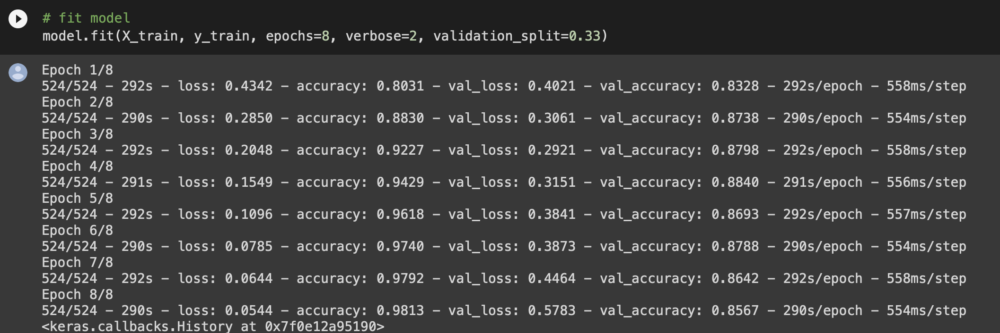 # fit model
model.fit(X_train, y_train, epochs=8, verbose=2, validation_split=0.33)
Epoch 1/8
524/524 - 292s - loss: 0.4342 - accuracy: 0.8031 - val_loss: 0.4021 - val_accuracy: 0.8328 - 292s/epoch - 558ms/step
Epoch 2/8
524/524 - 290s - loss: 0.2850 - accuracy: 0.8830 - val_loss: 0.3061 - val_accuracy: 0.8738 - 290s/epoch - 554ms/step
Epoch 3/8
524/524 - 292s - loss: 0.2048 - accuracy: 0.9227 - val_loss: 0.2921 - val_accuracy: 0.8798 - 292s/epoch - 558ms/step
Epoch 4/8
524/524 - 291s - loss: 0.1549 - accuracy: 0.9429 - val_loss: 0.3151 - val_accuracy: 0.8840 - 291s/epoch - 556ms/step
Epoch 5/8
524/524 - 292s - loss: 0.1096 - accuracy: 0.9618 - val_loss: 0.3841 - val_accuracy: 0.8693 - 292s/epoch - 557ms/step
Epoch 6/8
524/524 - 290s - loss: 0.0785 - accuracy: 0.9740 - val_loss: 0.3873 - val_accuracy: 0.8788 - 290s/epoch - 554ms/step
Epoch 7/8
524/524 - 292s - loss: 0.0644 - accuracy: 0.9792 - val_loss: 0.4464 - val_accuracy: 0.8642 - 292s/epoch - 558ms/step
Epoch 8/8
524/524 - 290s - loss: 0.0544 - accuracy: 0.9813 - val_loss: 0.5783 - val_accuracy: 0.8567 - 290s/epoch - 554ms/step
<keras.callbacks.History at 0x7f0e12a95190>